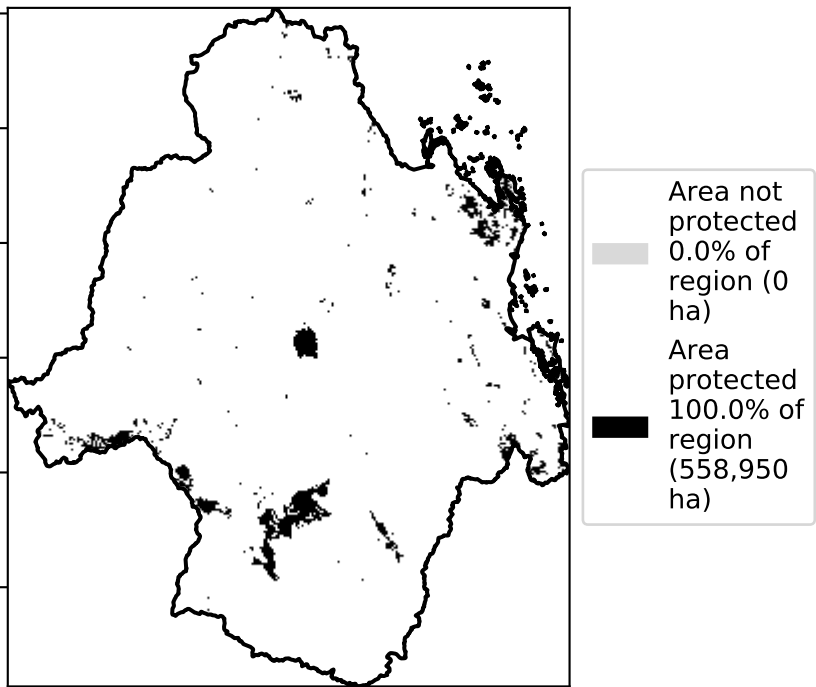 Area not
protected
0.0% of
region (0
ha)
Area
protected
100.0% of
region
(558,950
ha)